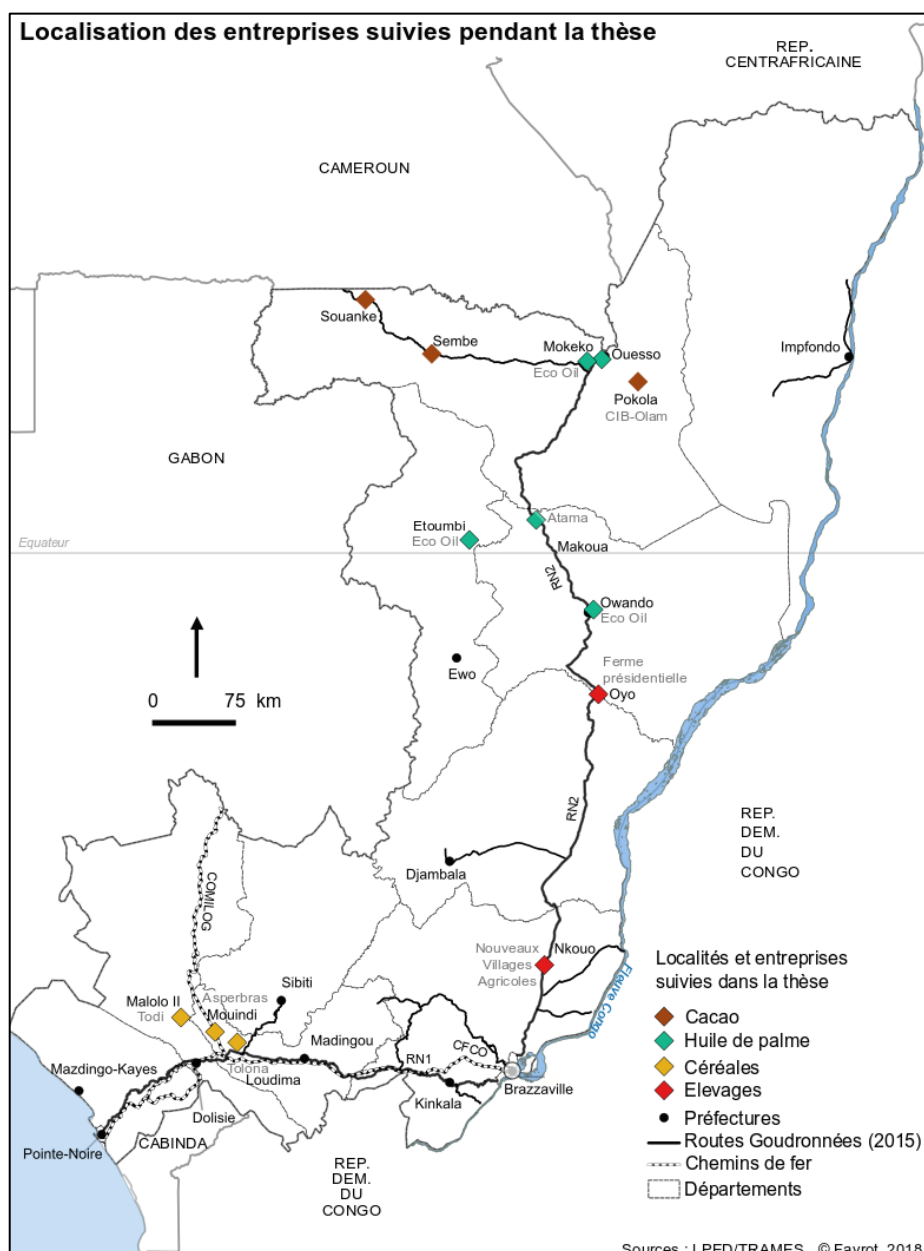 Localisation des entreprises suivies pendant la thèse
REP.
CENTRAFRICAINE
CAMEROUN
Souanke
Sembe
Mokeko
Ouesso
Eco Oil
Impfondo
Pokola
CIB-Olam
GABON
Etoumbi
Eco Oil
Atama
Equateur
Makoua
RN2
Owando
Eco Oil
Ewo
Ferme
présidentielle
Oyo
0 75 km
RN2
REP.
DEM.
DU
CONGO
Djambala
COMILOG
Nouveaux
Villages
Agricoles
Nkouo
Fleuve Congo
Sibiti
Malolo II
Todi
Asperbras
Mouindi
Tolona
Loudima
Madingou
RN1
CFCO
Mazdingo-Kayes
Kinkala
Brazzaville
Dolisie
Pointe-Noire
CABINDA
REP.
DEM.
DU
CONGO
Localités et entreprises
suivies dans la thèse
Cacao
Huile de palme
Céréales
Elevages
Préfectures
Routes Goudronnées (2015)
Chemins de fer
Départements
Sources : LPED/TRAMES © Favrot, 2018